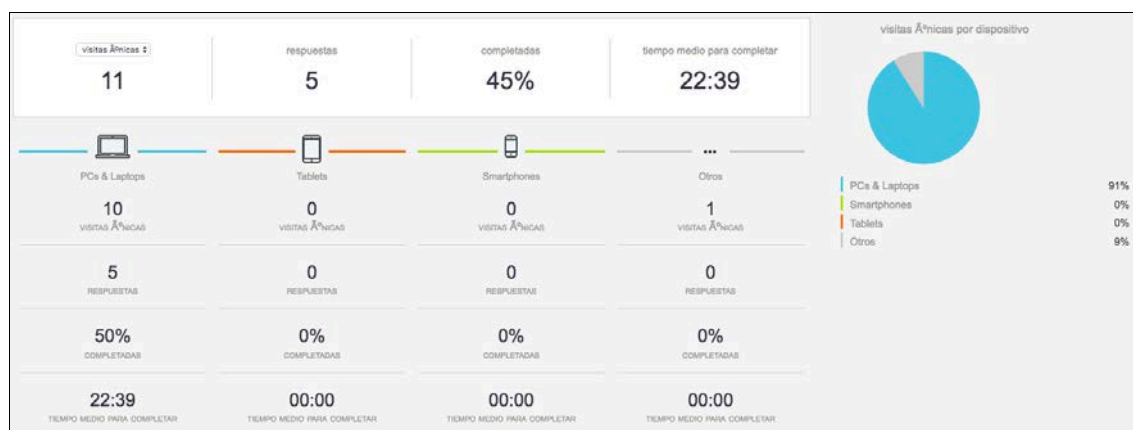 visitas Ãºnicas
respuestas
completadas
tiempo medio para completar
11
5
45%
22:39
PCs & Laptops
Tablets
Smartphones
Otros
10
0
0
1
VISITAS ÃºNICAS
VISITAS ÃºNICAS
VISITAS ÃºNICAS
VISITAS ÃºNICAS
5
0
0
0
RESPUESTAS
RESPUESTAS
RESPUESTAS
RESPUESTAS
50%
0%
0%
0%
COMPLETADAS
COMPLETADAS
COMPLETADAS
COMPLETADAS
22:39
00:00
00:00
00:00
TIEMPO MEDIO PARA COMPLETAR
TIEMPO MEDIO PARA COMPLETAR
TIEMPO MEDIO PARA COMPLETAR
TIEMPO MEDIO PARA COMPLETAR
visitas Ãºnicas por dispositivo
PCs & Laptops 91%
Smartphones 0%
Tablets 0%
Otros 9%